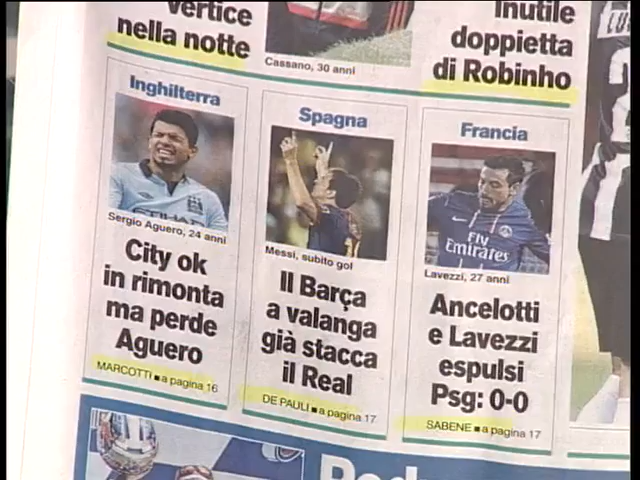 vertice
nella notte
Cassano, 30 anni
Inutile
doppietta
di Robinho
Inghilterra
Sergio Aguero, 24 anni
City ok
in rimonta
ma perde
Aguero
MARCOTTI ■ a pagina 16
Spagna
Messi, subito gol
Il Barça
a valanga
già stacca
il Real
DE PAULI ■ a pagina 17
Francia
Fly
Emirates
Lavezzi, 27 anni
Ancelotti
e Lavezzi
espulsi
Psg: 0-0
SABENE ■ a pagina 17